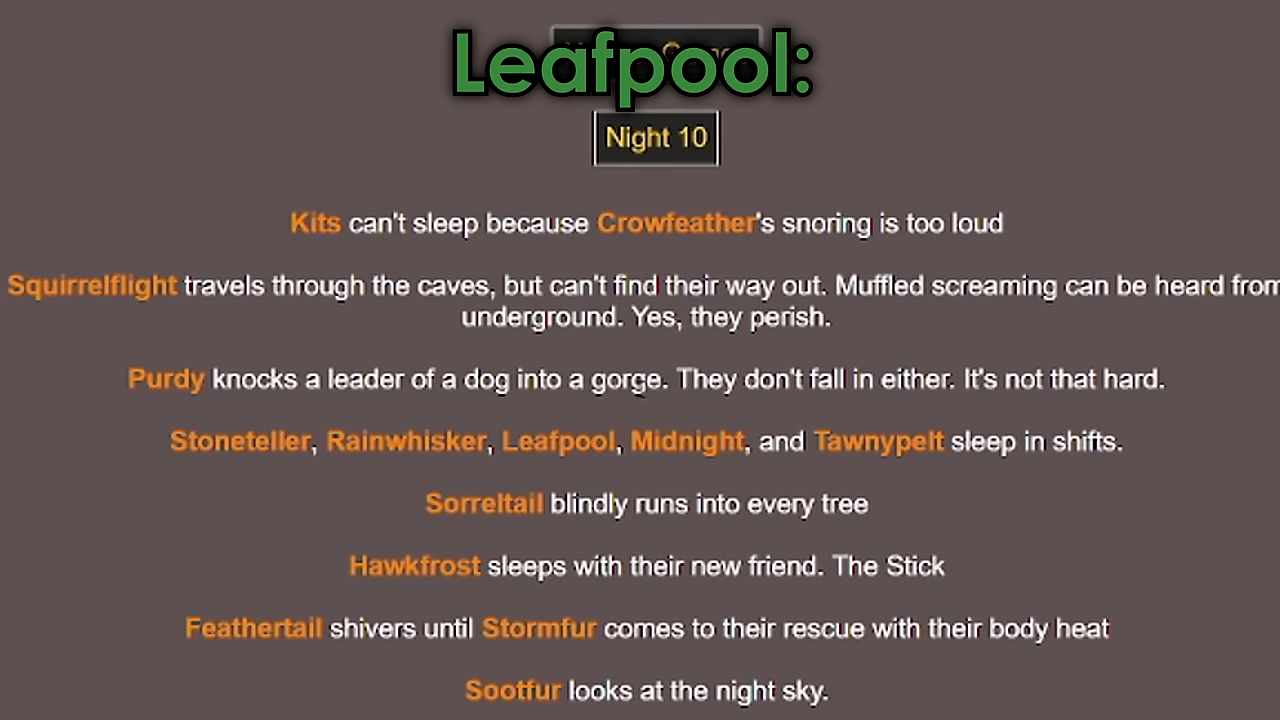 Leafpool:
Night 10
Kits can't sleep because Crowfeather's snoring is too loud
Squirrelflight travels through the caves, but can't find their way out. Muffled screaming can be heard from
underground. Yes, they perish.
Purdy knocks a leader of a dog into a gorge. They don't fall in either. It's not that hard.
Stoneteller, Rainwhisker, Leafpool, Midnight, and Tawnypelt sleep in shifts.
Sorreltail blindly runs into every tree
Hawkfrost sleeps with their new friend. The Stick
Feathertail shivers until Stormfur comes to their rescue with their body heat
Sootfur looks at the night sky.